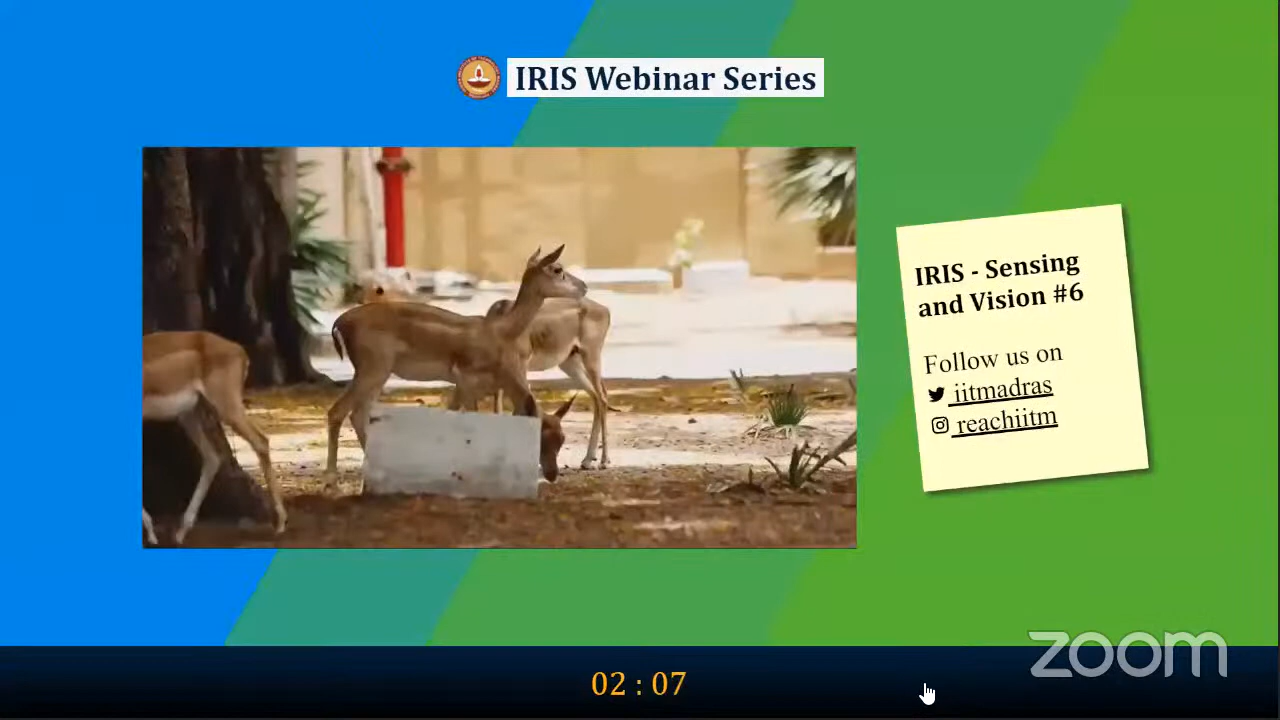 IRIS Webinar Series
IRIS - Sensing
and Vision #6
Follow us on
iitmadras
reachiitm
zoom
02 : 07